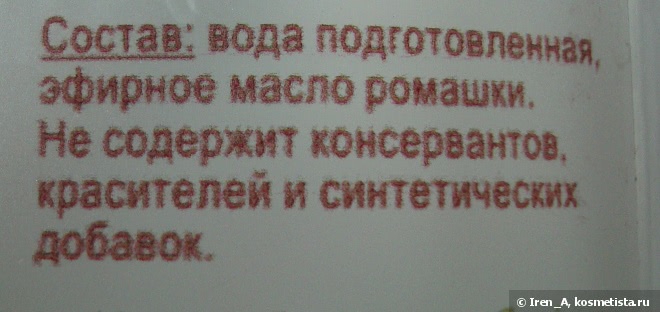 Состав: вода подготовленная,
эфирное масло ромашки.
Не содержит консервантов,
красителей и синтетических
добавок.
© Iren_A, kosmetista.ru